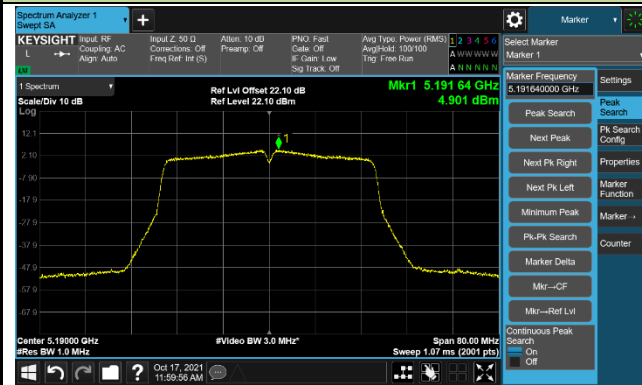 Spectrum Analyzer 1
Swept SA
Marker
KEYSIGHT
L
Input: RF
Coupling: AC
Align: Auto
Input Z: 50 Ω
Corrections: Off
Freq Ref: Int (S)
Atten: 10 dB
Preamp: Off
PNO: Fast
Gate: Off
IF Gain: Low
Sig Track: Off
Avg Type: Power (RMS)
Avg|Hold: 100/100
Trig: Free Run
1 2 3 4 5 6
A W W W W W
A N N N N N
LXI
Select Marker
Marker 1
1 Spectrum
Scale/Div 10 dB
Log
Ref Lvl Offset 22.10 dB
Ref Level 22.10 dBm
Mkr1 5.191 64 GHz
4.901 dBm
Marker Frequency
5.191640000 GHz
Settings
Peak Search
Next Peak
Next Pk Right
Next Pk Left
Minimum Peak
Pk-Pk Search
Marker Delta
Mkr→CF
Mkr→Ref Lvl
Continuous Peak
Search
On
Off
Peak
Search
Pk Search
Config
Properties
Marker
Function
Marker→
Counter
1
12.1
2.10
-7.90
-17.9
-27.9
-37.9
-47.9
-57.9
-67.9
Center 5.19000 GHz
#Res BW 1.0 MHz
#Video BW 3.0 MHz*
Span 80.00 MHz
Sweep 1.07 ms (2001 pts)
?
Oct 17, 2021
11:59:56 AM